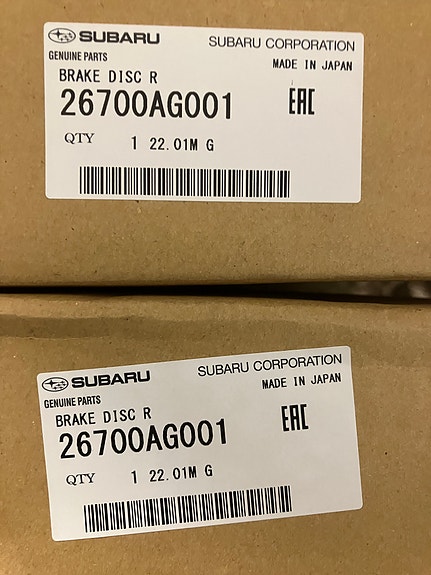 SUBARU SUBARU CORPORATION
GENUINE PARTS MADE IN JAPAN
BRAKE DISC R
26700AG001 EAC
QTY 1 22.01M G
SUBARU SUBARU CORPORATION
GENUINE PARTS MADE IN JAPAN
BRAKE DISC R
26700AG001 EAC
QTY 1 22.01M G